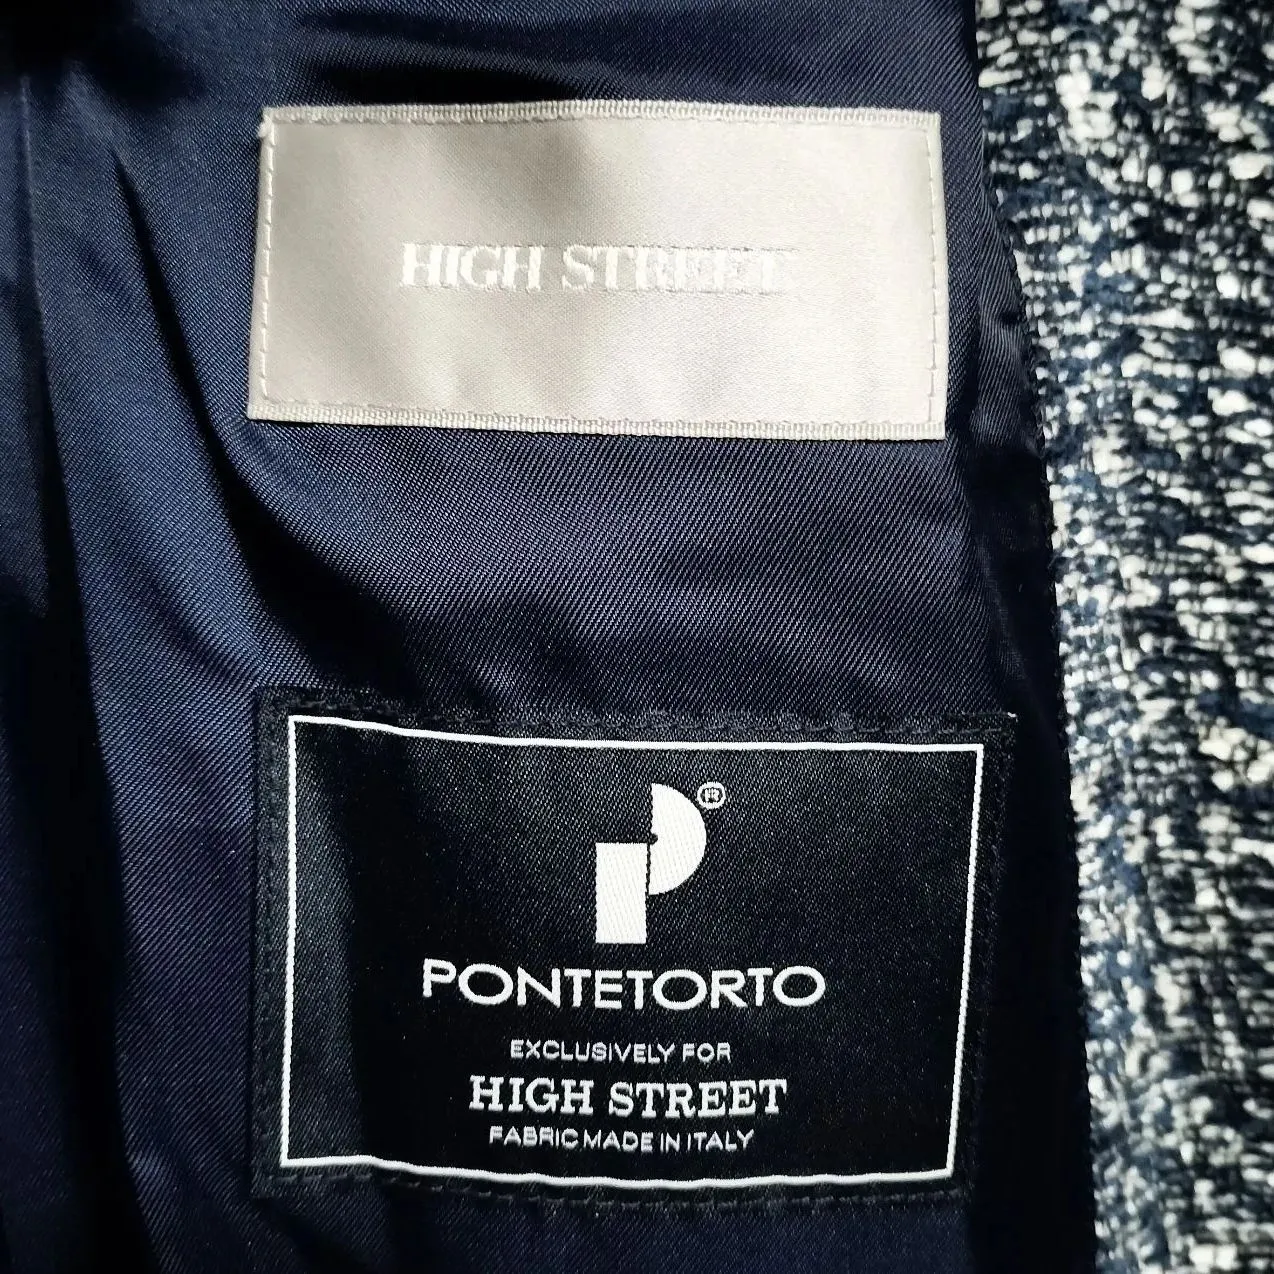 HIGH STREET
®
PONTETORTO
EXCLUSIVELY FOR
HIGH STREET
FABRIC MADE IN ITALY